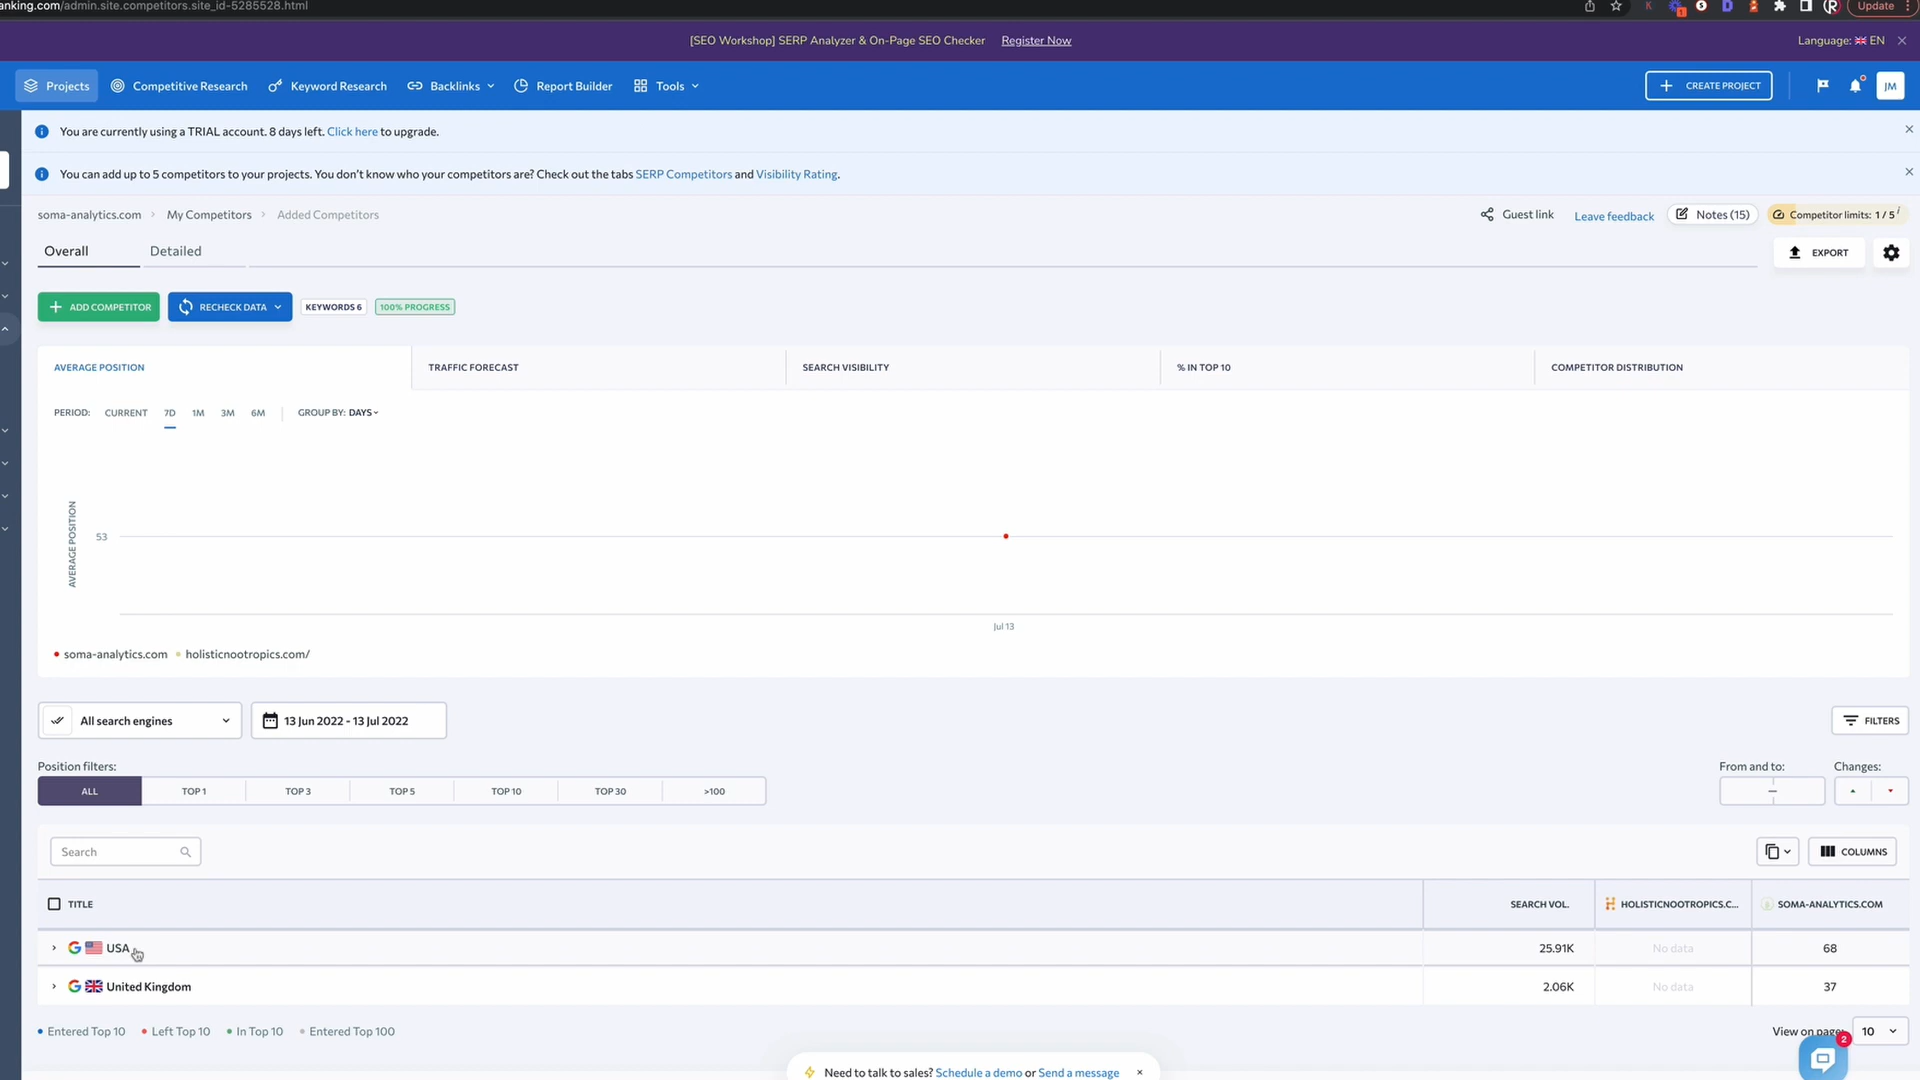 anking.com/admin.site.competitors.site_id-5285528.html
Update
[SEO Workshop] SERP Analyzer & On-Page SEO Checker Register Now
Language: EN
Projects Competitive Research Keyword Research Backlinks Report Builder Tools
CREATE PROJECT JM
You are currently using a TRIAL account. 8 days left. Click here to upgrade.
You can add up to 5 competitors to your projects. You don't know who your competitors are? Check out the tabs SERP Competitors and Visibility Rating.
soma-analytics.com My Competitors Added Competitors
Guest link Leave feedback Notes (15) Competitor limits: 1 / 5 i
Overall Detailed
EXPORT
ADD COMPETITOR RECHECK DATA KEYWORDS 6 100% PROGRESS
AVERAGE POSITION TRAFFIC FORECAST SEARCH VISIBILITY % IN TOP 10 COMPETITOR DISTRIBUTION
PERIOD: CURRENT 7D 1M 3M 6M GROUP BY: DAYS
AVERAGE POSITION
53
Jul 13
soma-analytics.com holisticnootropics.com/
All search engines 13 Jun 2022 - 13 Jul 2022
FILTERS
Position filters:
From and to: Changes:
ALL TOP 1 TOP 3 TOP 5 TOP 10 TOP 30 >100
Search
COLUMNS
TITLE SEARCH VOL. HOLISTICNOOTROPICS.C... SOMA-ANALYTICS.COM
USA 25.91K No data 68
United Kingdom 2.06K No data 37
Entered Top 10 Left Top 10 In Top 10 Entered Top 100
View on page: 10
2
Need to talk to sales? Schedule a demo or Send a message